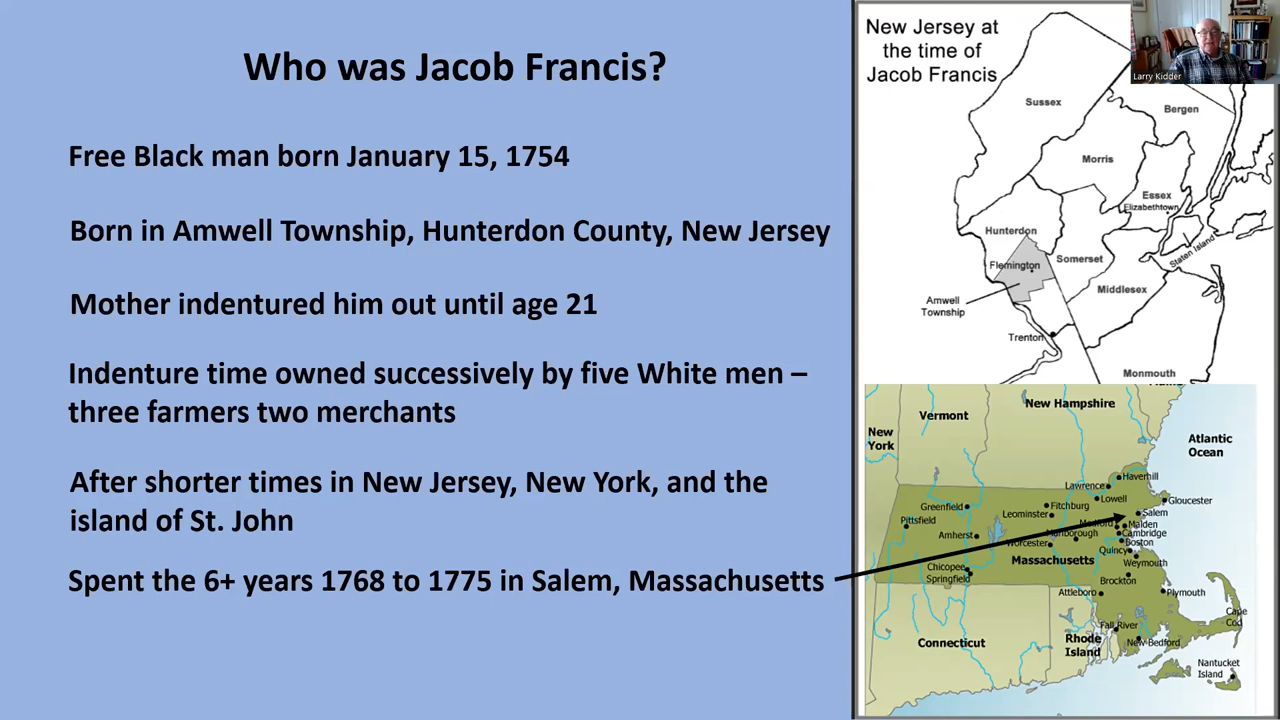 Who was Jacob Francis?
Free Black man born January 15, 1754
Born in Amwell Township, Hunterdon County, New Jersey
Mother indentured him out until age 21
Indenture time owned successively by five White men –
three farmers two merchants
After shorter times in New Jersey, New York, and the
island of St. John
Spent the 6+ years 1768 to 1775 in Salem, Massachusetts
New Jersey at
the time of
Jacob Francis
Larry Kidder
Sussex
Bergen
Morris
Essex
Elizabethtown
Hunterdon
Staten Island
Flemington
Somerset
Middlesex
Amwell
Township
Trenton
Monmouth
New Hampshire
Vermont
New
York
Atlantic
Ocean
Haverhill
Lawrence
Lowell
Gloucester
Greenfield
Fitchburg
Leominster
Salem
Pittsfield
Malden
Cambridge
Amherst
Marlborough
Boston
Worcester
Quincy
Massachusetts
Weymouth
Chicopee
Springfield
Brockton
Attleboro
Plymouth
Cape
Cod
Fall River
Connecticut
Rhode
Island
New Bedford
Nantucket
Island